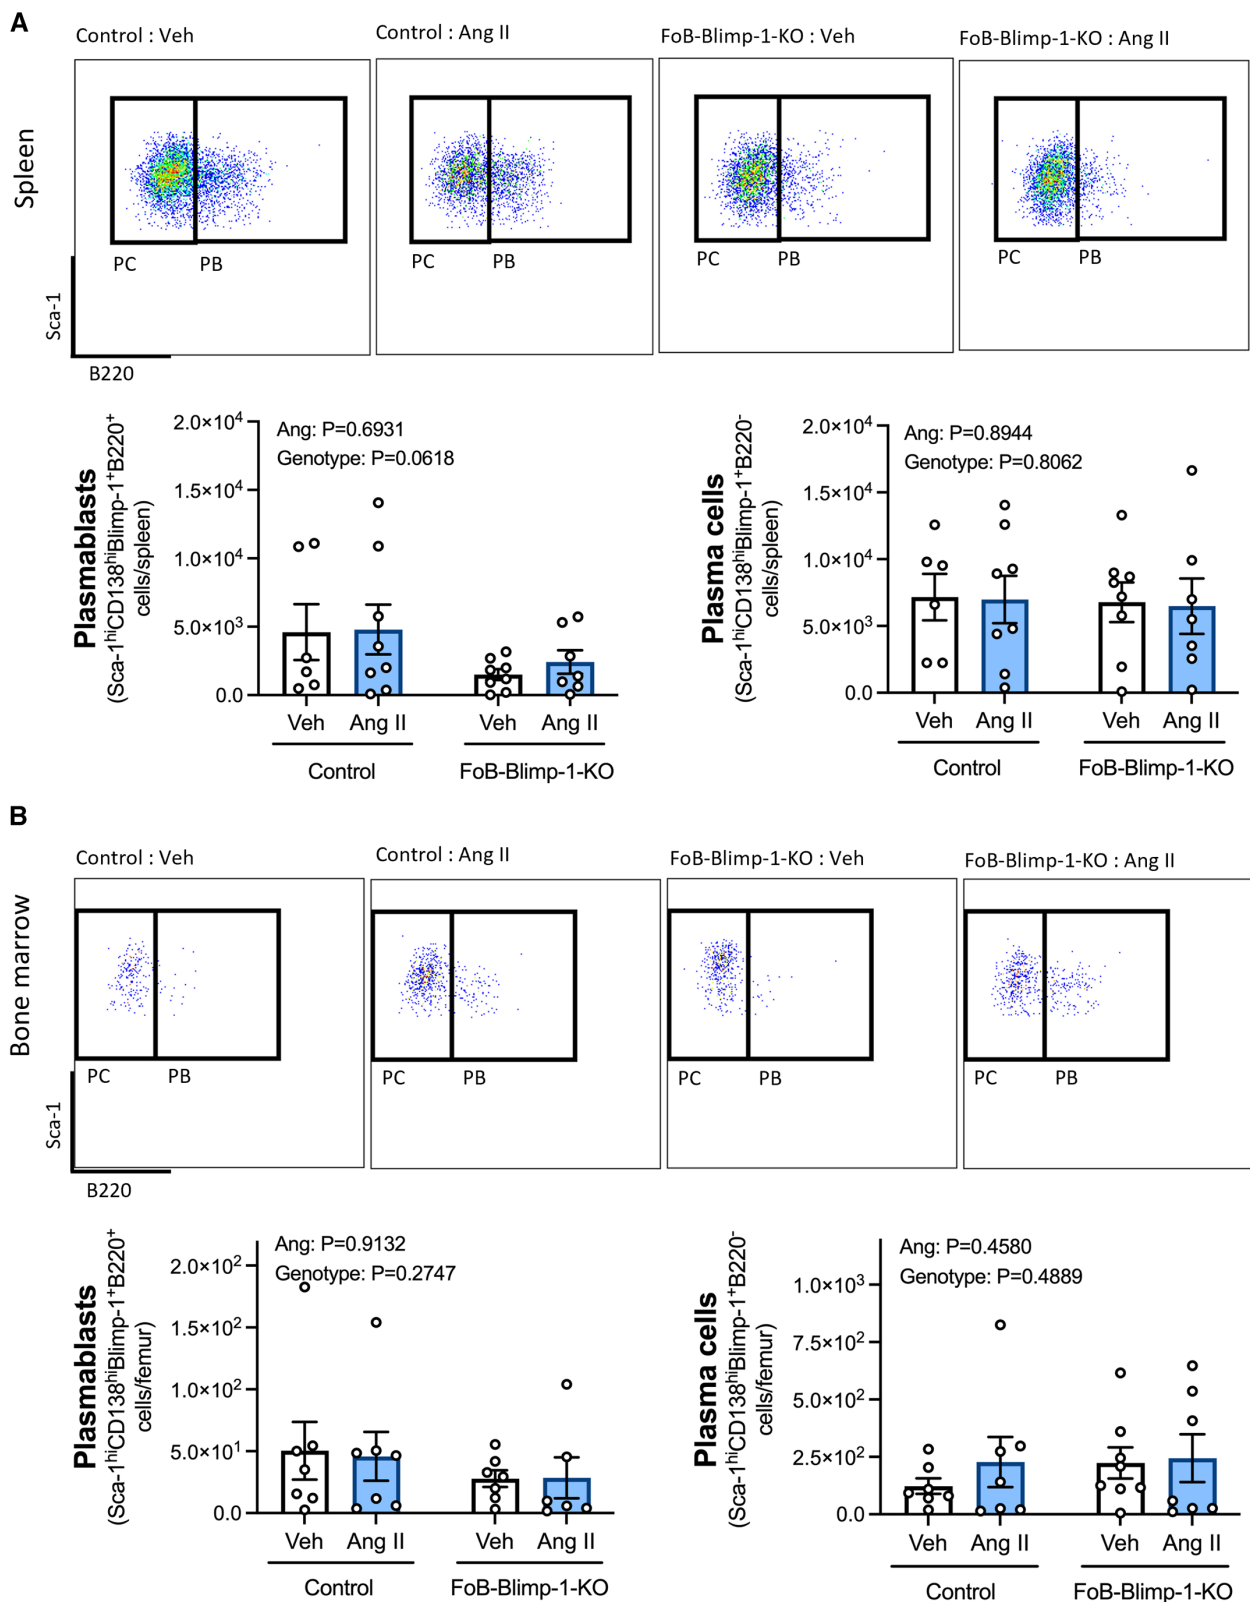 A
Control : Veh
Control : Ang II
FoB-Blimp-1-KO : Veh
FoB-Blimp-1-KO : Ang II
Spleen
PC
PB
PC
PB
PC
PB
PC
PB
Sca-1
B220
Plasmablasts
(Sca-1hiCD138hiBlimp-1+B220+
cells/spleen)
2.0×10⁴
1.5×10⁴
1.0×10⁴
5.0×10³
0.0
Ang: P=0.6931
Genotype: P=0.0618
Veh
Ang II
Veh
Ang II
Control
FoB-Blimp-1-KO
Plasma cells
(Sca-1hiCD138hiBlimp-1+B220-
cells/spleen)
2.0×10⁴
1.5×10⁴
1.0×10⁴
5.0×10³
0.0
Ang: P=0.8944
Genotype: P=0.8062
Veh
Ang II
Veh
Ang II
Control
FoB-Blimp-1-KO
B
Control : Veh
Control : Ang II
FoB-Blimp-1-KO : Veh
FoB-Blimp-1-KO : Ang II
Bone marrow
PC
PB
PC
PB
PC
PB
PC
PB
Sca-1
B220
Plasmablasts
(Sca-1hiCD138hiBlimp-1+B220+
cells/femur)
2.0×10²
1.5×10²
1.0×10²
5.0×10¹
0.0
Ang: P=0.9132
Genotype: P=0.2747
Veh
Ang II
Veh
Ang II
Control
FoB-Blimp-1-KO
Plasma cells
(Sca-1hiCD138hiBlimp-1+B220-
cells/femur)
1.0×10³
7.5×10²
5.0×10²
2.5×10²
0.0
Ang: P=0.4580
Genotype: P=0.4889
Veh
Ang II
Veh
Ang II
Control
FoB-Blimp-1-KO